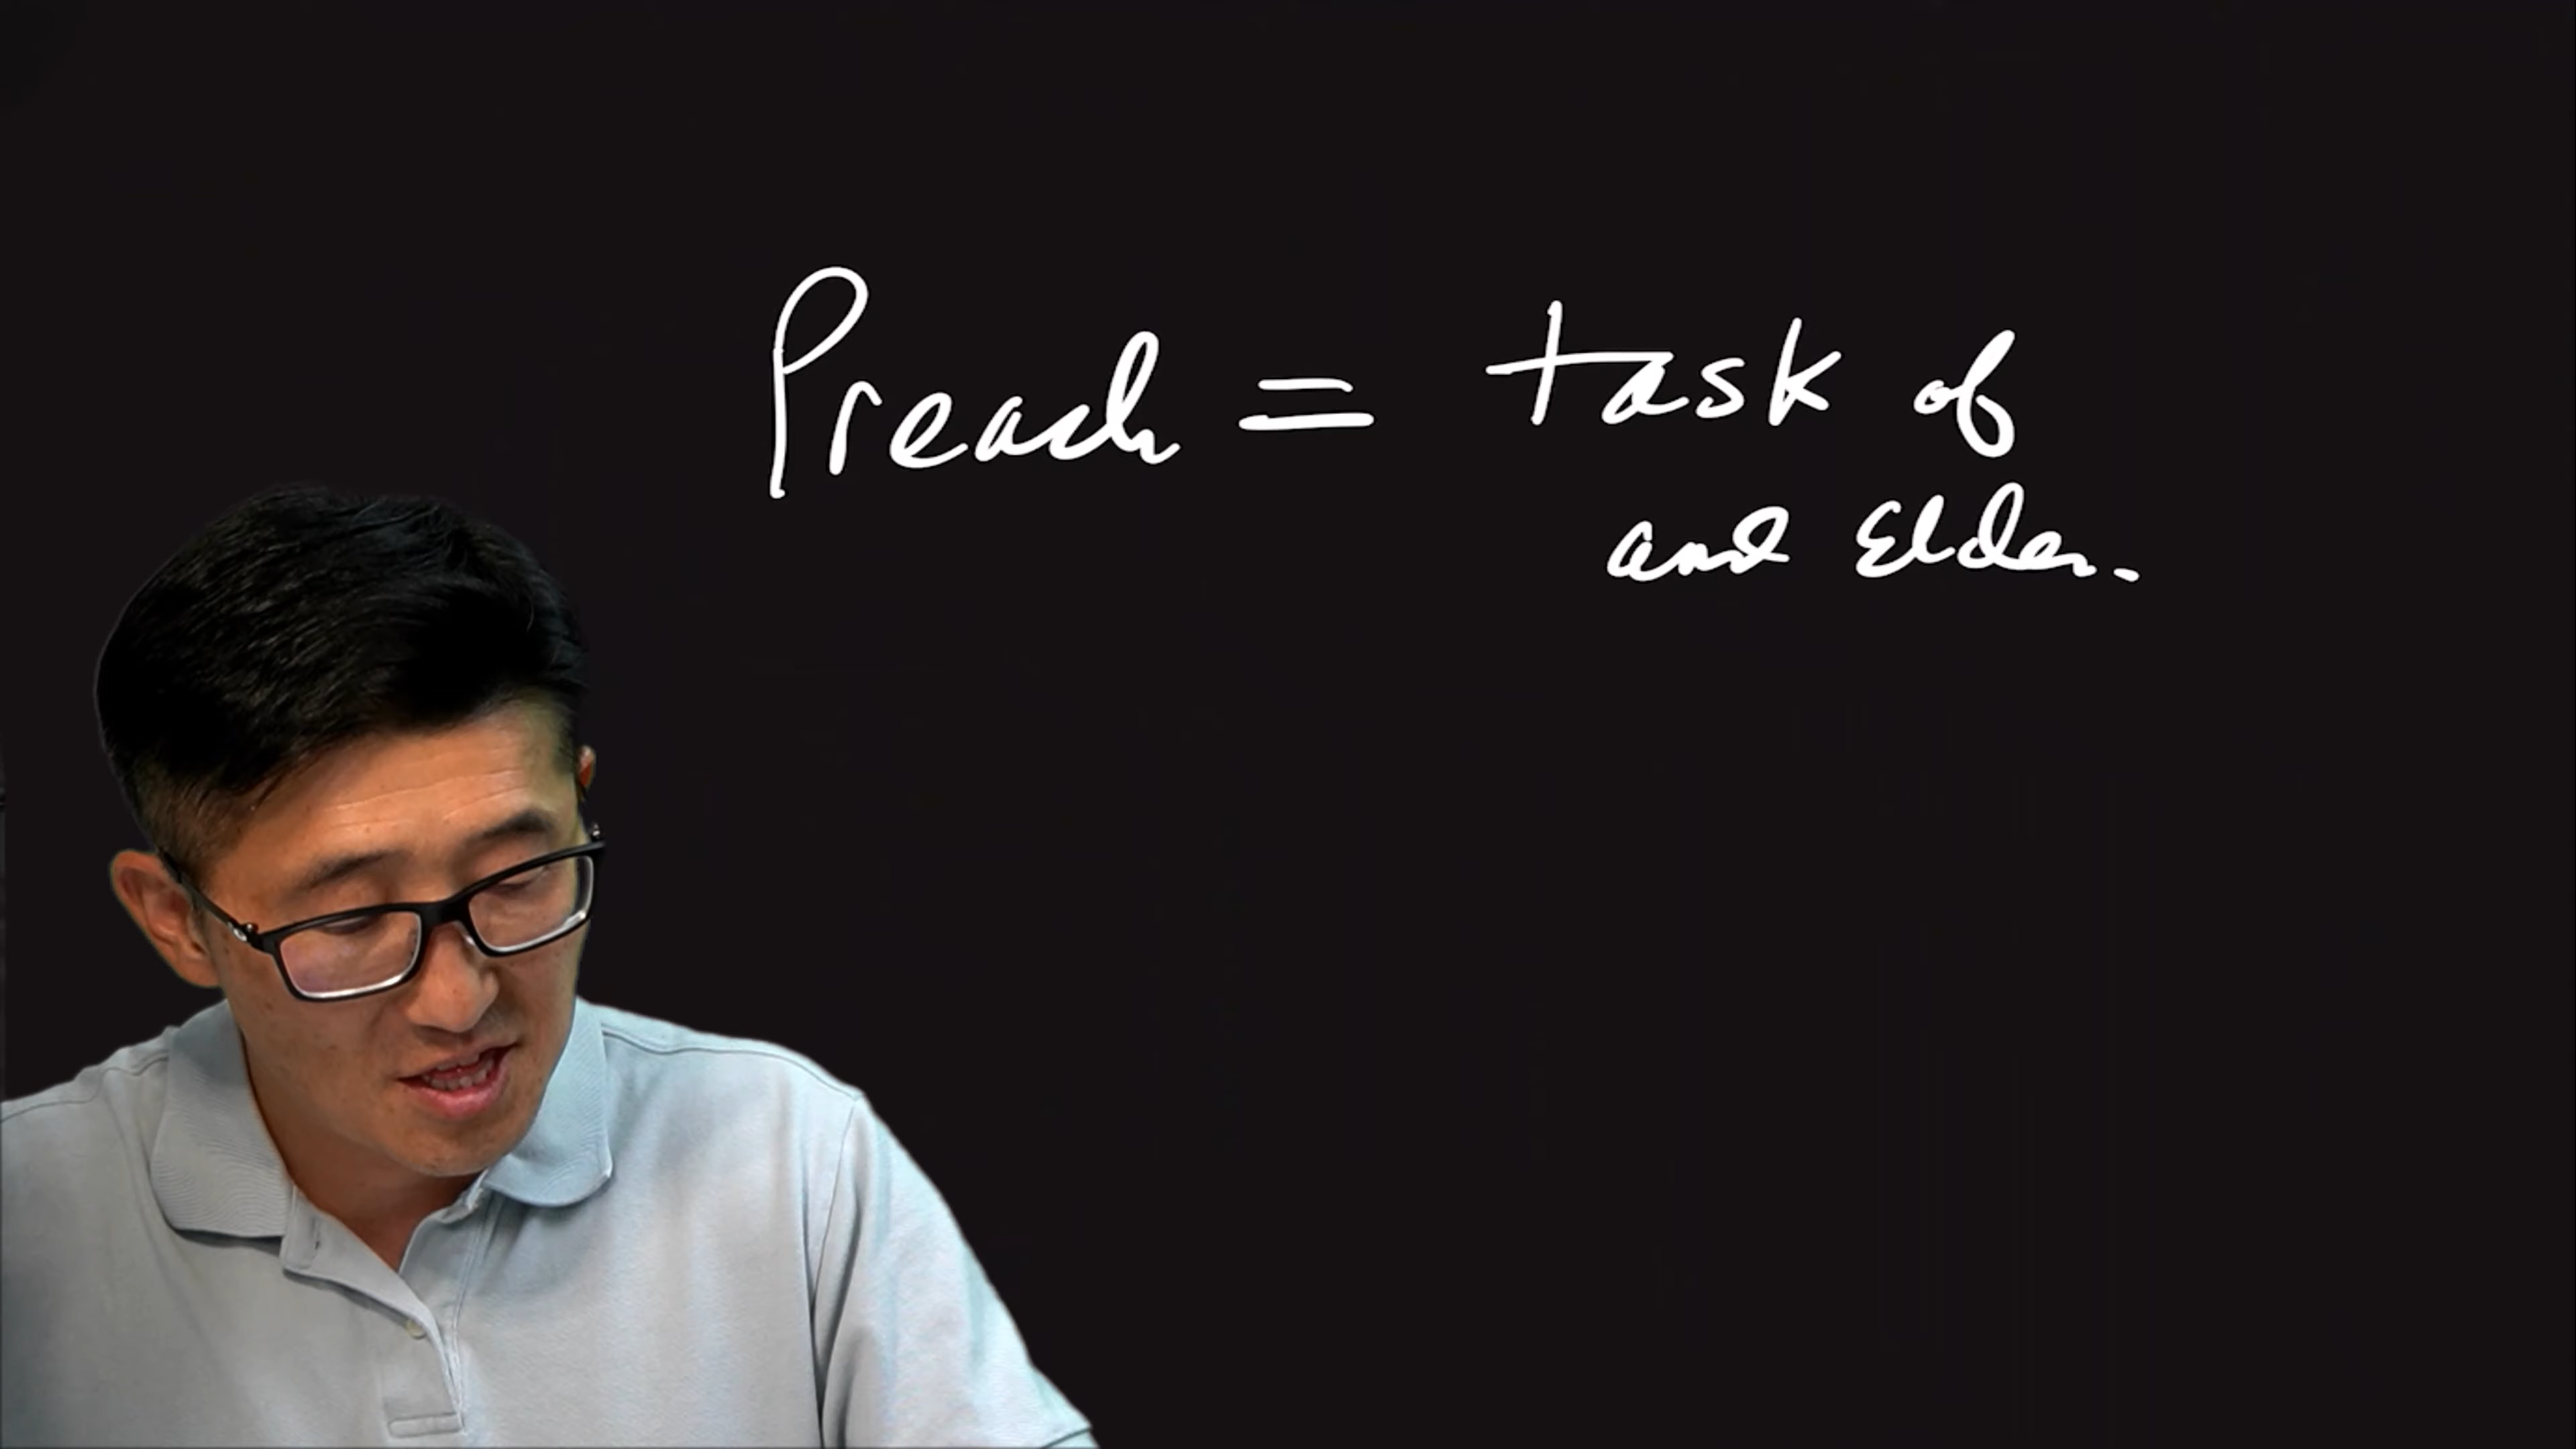 Preach = task of
and Elder.